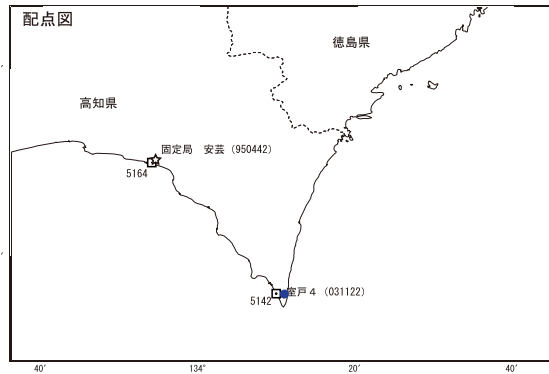 配点図
徳島県
高知県
固定局 安芸 (950442)
5164
室戸4 (031122)
5142
40′ 134° 20′ 40′